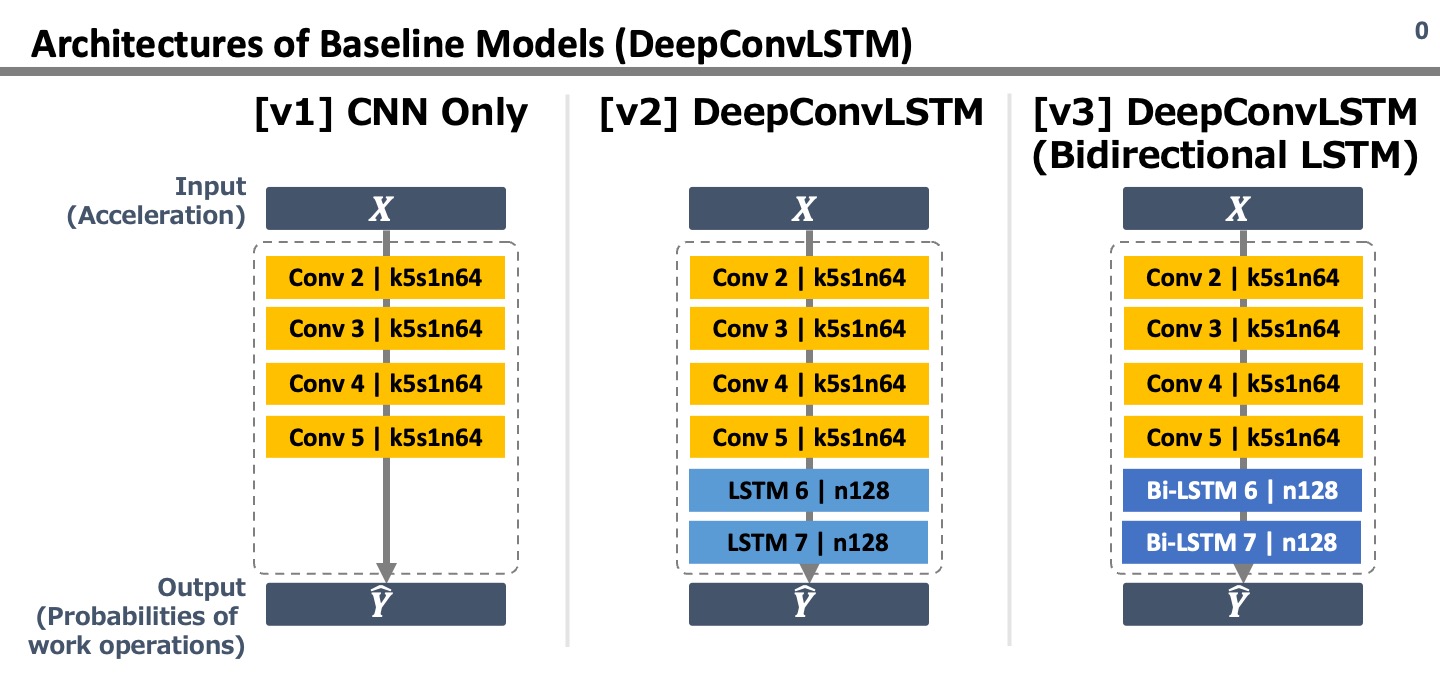 Architectures of Baseline Models (DeepConvLSTM)
0
[v1] CNN Only
[v2] DeepConvLSTM
[v3] DeepConvLSTM
(Bidirectional LSTM)
Input
(Acceleration)
X
Conv 2 | k5s1n64
Conv 3 | k5s1n64
Conv 4 | k5s1n64
Conv 5 | k5s1n64
Output
(Probabilities of
work operations)
Ŷ
X
Conv 2 | k5s1n64
Conv 3 | k5s1n64
Conv 4 | k5s1n64
Conv 5 | k5s1n64
LSTM 6 | n128
LSTM 7 | n128
Ŷ
X
Conv 2 | k5s1n64
Conv 3 | k5s1n64
Conv 4 | k5s1n64
Conv 5 | k5s1n64
Bi-LSTM 6 | n128
Bi-LSTM 7 | n128
Ŷ